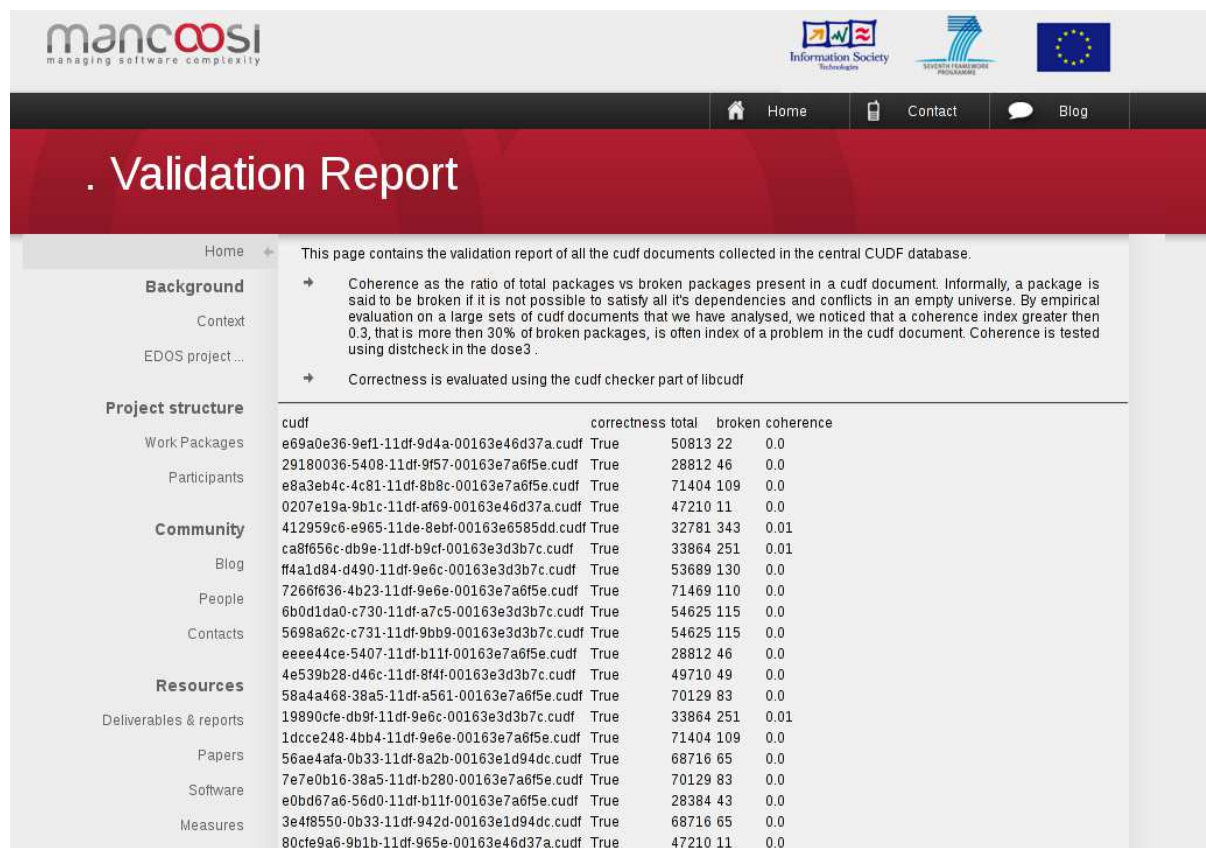 mancoosi
managing software complexity
Information Society
Technologies
SEVENTH FRAMEWORK
PROGRAMME
Home
Contact
Blog
. Validation Report
Home
Background
Context
EDOS project ...
Project structure
Work Packages
Participants
Community
Blog
People
Contacts
Resources
Deliverables & reports
Papers
Software
Measures
This page contains the validation report of all the cudf documents collected in the central CUDF database.
Coherence as the ratio of total packages vs broken packages present in a cudf document. Informally, a package is
said to be broken if it is not possible to satisfy all it's dependencies and conflicts in an empty universe. By empirical
evaluation on a large sets of cudf documents that we have analysed, we noticed that a coherence index greater then
0.3, that is more then 30% of broken packages, is often index of a problem in the cudf document. Coherence is tested
using distcheck in the dose3 .
Correctness is evaluated using the cudf checker part of libcudf
cudf correctness total broken coherence
e69a0e36-9ef1-11df-9d4a-00163e46d37a.cudf True 50813 22 0.0
29180036-5408-11df-9f57-00163e7a6f5e.cudf True 28812 46 0.0
e8a3eb4c-4c81-11df-8b8c-00163e7a6f5e.cudf True 71404 109 0.0
0207e19a-9b1c-11df-af69-00163e46d37a.cudf True 47210 11 0.0
412959c6-e965-11de-8ebf-00163e6585dd.cudf True 32781 343 0.01
ca8f656c-db9e-11df-b9cf-00163e3d3b7c.cudf True 33864 251 0.01
ff4a1d84-d490-11df-9e6c-00163e3d3b7c.cudf True 53689 130 0.0
7266f636-4b23-11df-9e6e-00163e7a6f5e.cudf True 71469 110 0.0
6b0d1da0-c730-11df-a7c5-00163e3d3b7c.cudf True 54625 115 0.0
5698a62c-c731-11df-9bb9-00163e3d3b7c.cudf True 54625 115 0.0
eeee44ce-5407-11df-b11f-00163e7a6f5e.cudf True 28812 46 0.0
4e539b28-d46c-11df-8f4f-00163e3d3b7c.cudf True 49710 49 0.0
58a4a468-38a5-11df-a561-00163e7a6f5e.cudf True 70129 83 0.0
19890cfe-db9f-11df-9e6c-00163e3d3b7c.cudf True 33864 251 0.01
1dcce248-4bb4-11df-9e6e-00163e7a6f5e.cudf True 71404 109 0.0
56ae4afa-0b33-11df-8a2b-00163e1d94dc.cudf True 68716 65 0.0
7e7e0b16-38a5-11df-b280-00163e7a6f5e.cudf True 70129 83 0.0
e0bd67a6-56d0-11df-b11f-00163e7a6f5e.cudf True 28384 43 0.0
3e4f8550-0b33-11df-942d-00163e1d94dc.cudf True 68716 65 0.0
80cfe9a6-9b1b-11df-965e-00163e46d37a.cudf True 47210 11 0.0